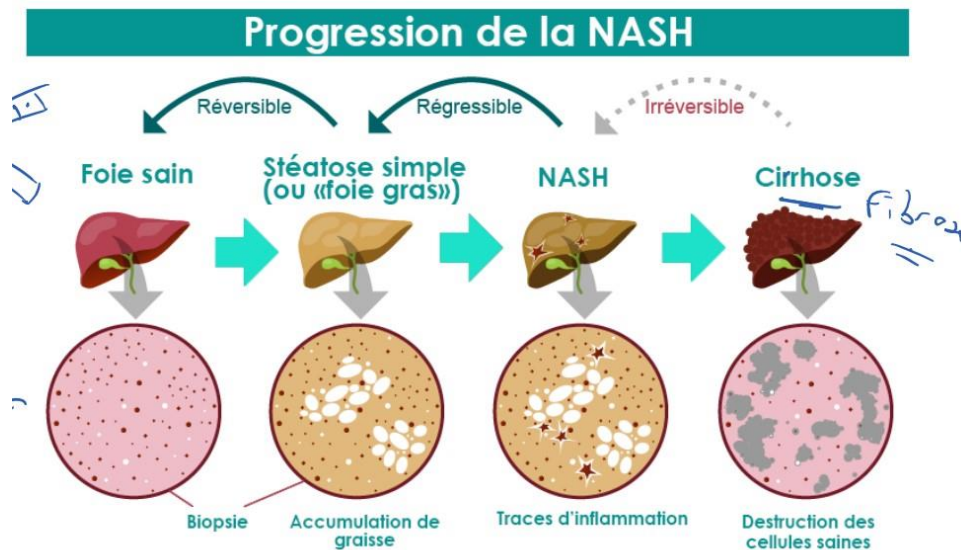 Progression de la NASH
Réversible
Régressible
Irréversible
Foie sain
Stéatose simple
(ou «foie gras»)
NASH
Cirrhose
Fibrose
Biopsie
Accumulation de
graisse
Traces d'inflammation
Destruction des
cellules saines